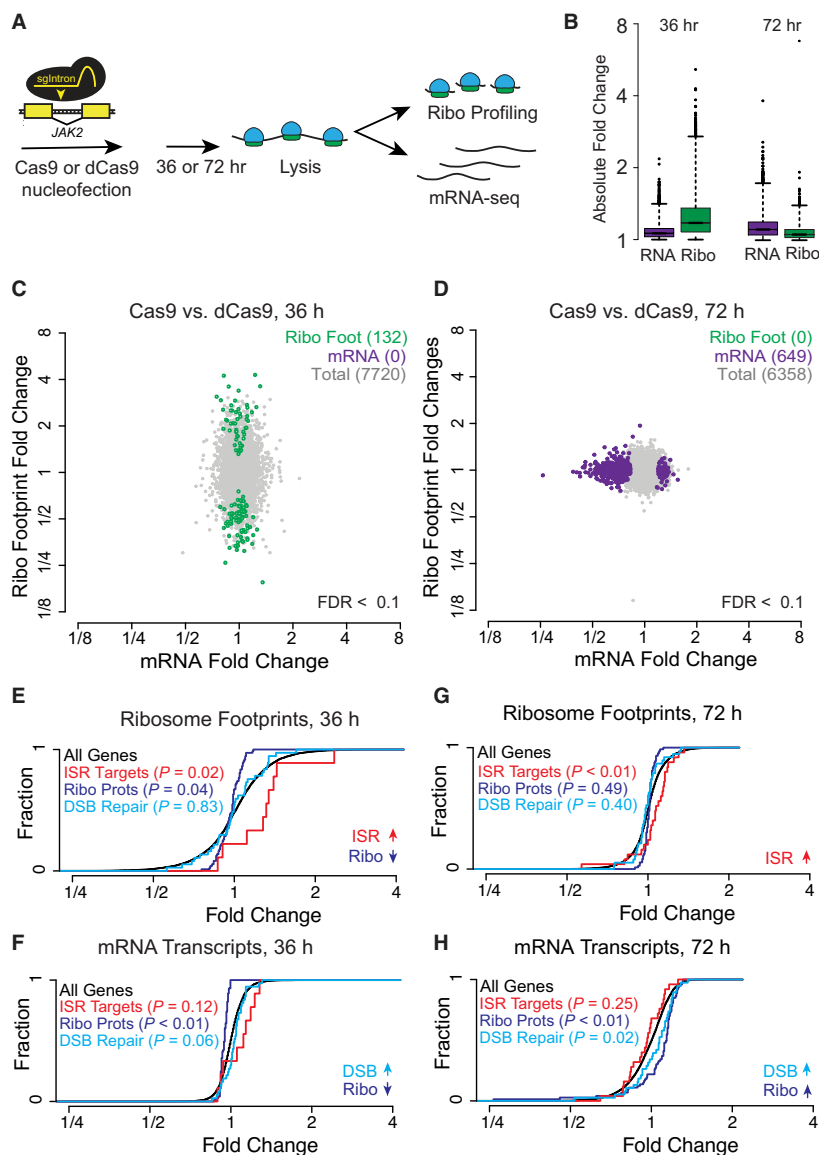 A
sgIntron
JAK2
Cas9 or dCas9
nucleofection
36 or 72 hr
Lysis
Ribo Profiling
mRNA-seq
B
36 hr
72 hr
Absolute Fold Change
8
4
2
1
RNA Ribo
RNA Ribo
C
Cas9 vs. dCas9, 36 h
Ribo Foot (132)
mRNA (0)
Total (7720)
Ribo Footprint Fold Change
8
4
2
1
1/2
1/4
1/8
FDR < 0.1
1/8 1/4 1/2 1 2 4 8
mRNA Fold Change
D
Cas9 vs. dCas9, 72 h
Ribo Foot (0)
mRNA (649)
Total (6358)
Ribo Footprint Fold Changes
8
4
2
1
1/2
1/4
1/8
FDR < 0.1
1/8 1/4 1/2 1 2 4 8
mRNA Fold Change
E
Ribosome Footprints, 36 h
Fraction
1
0
All Genes
ISR Targets (P = 0.02)
Ribo Prots (P = 0.04)
DSB Repair (P = 0.83)
ISR
Ribo
1/4 1/2 1 2 4
Fold Change
F
mRNA Transcripts, 36 h
Fraction
1
0
All Genes
ISR Targets (P = 0.12)
Ribo Prots (P < 0.01)
DSB Repair (P = 0.06)
DSB
Ribo
1/4 1/2 1 2 4
Fold Change
G
Ribosome Footprints, 72 h
Fraction
1
0
All Genes
ISR Targets (P < 0.01)
Ribo Prots (P = 0.49)
DSB Repair (P = 0.40)
ISR
1/4 1/2 1 2 4
Fold Change
H
mRNA Transcripts, 72 h
Fraction
1
0
All Genes
ISR Targets (P = 0.25)
Ribo Prots (P < 0.01)
DSB Repair (P = 0.02)
DSB
Ribo
1/4 1/2 1 2 4
Fold Change